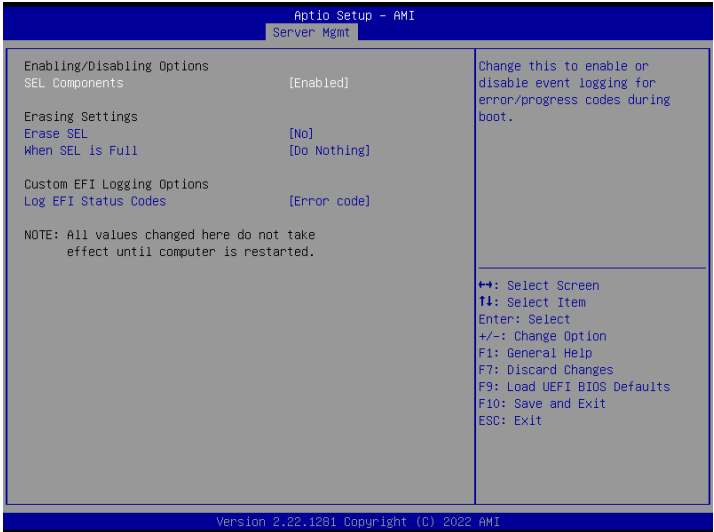 Aptio Setup - AMI
Server Mgmt
Enabling/Disabling Options
SEL Components [Enabled]
Erasing Settings
Erase SEL [No]
When SEL is Full [Do Nothing]
Custom EFI Logging Options
Log EFI Status Codes [Error code]
NOTE: All values changed here do not take
effect until computer is restarted.
Change this to enable or
disable event logging for
error/progress codes during
boot.
↔: Select Screen
↑↓: Select Item
Enter: Select
+/-: Change Option
F1: General Help
F7: Discard Changes
F9: Load UEFI BIOS Defaults
F10: Save and Exit
ESC: Exit
Version 2.22.1281 Copyright (C) 2022 AMI